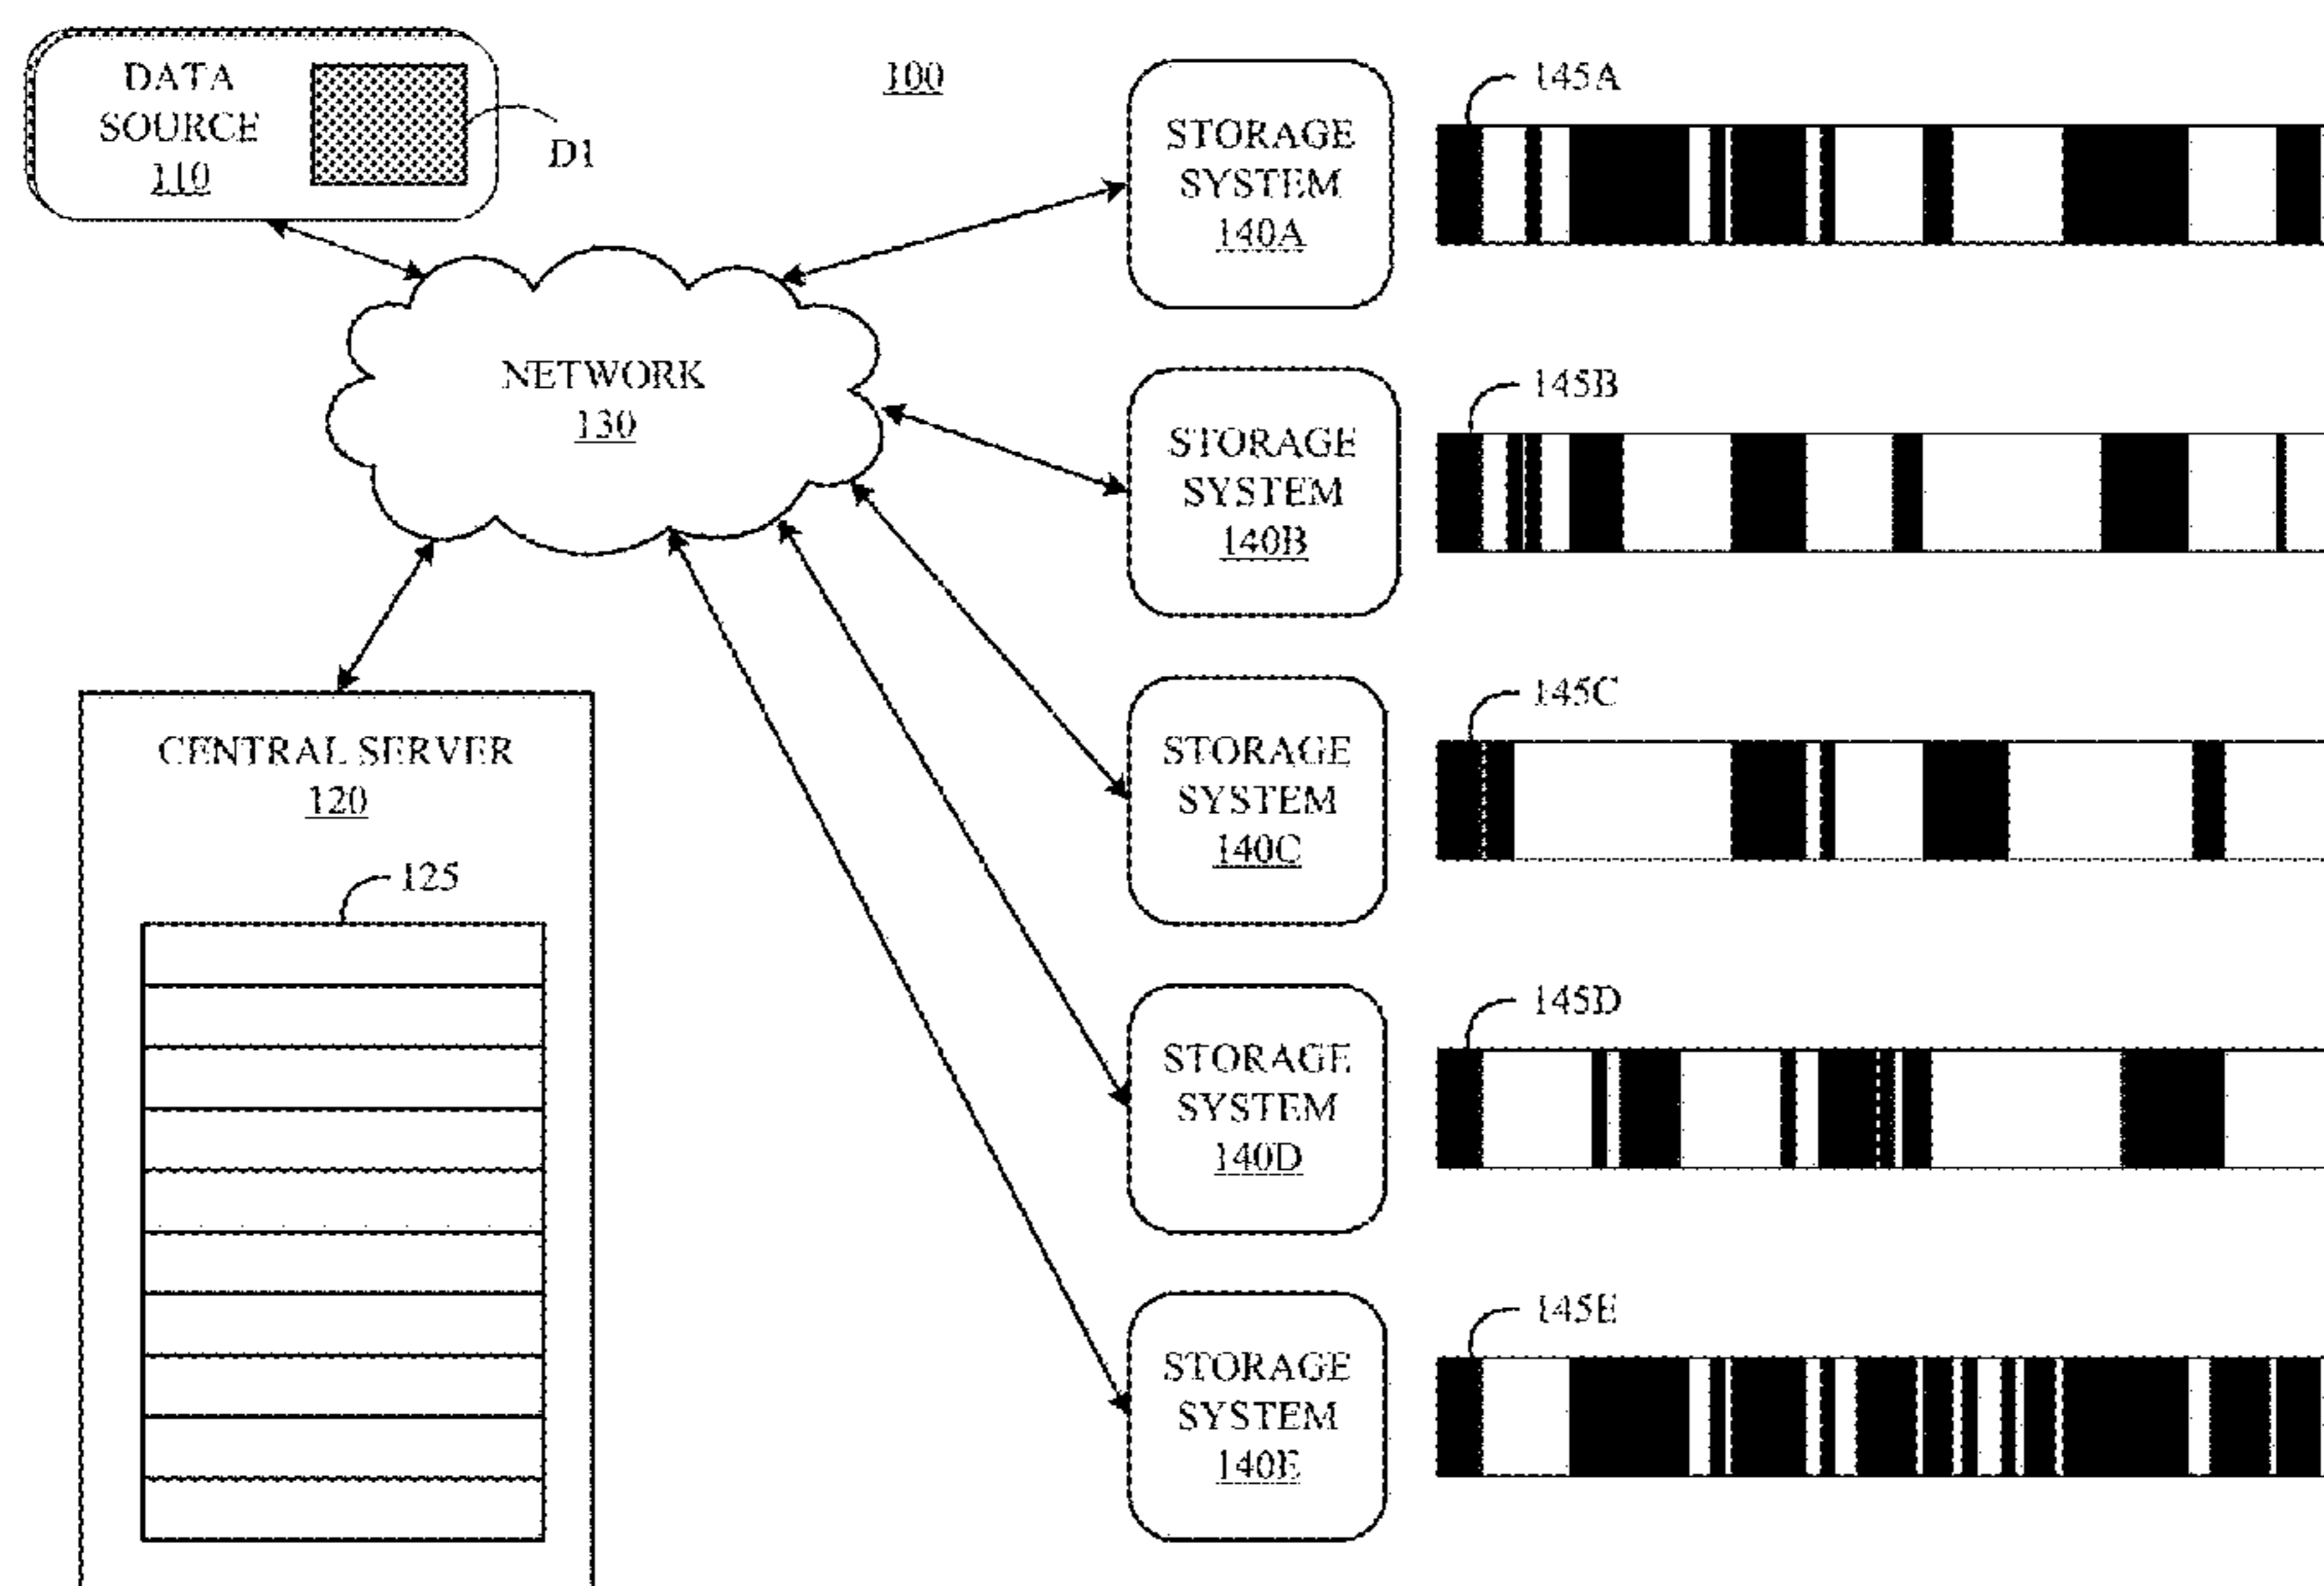 DATA
SOURCE
110
D1
100
STORAGE
SYSTEM
140A
145A
NETWORK
130
STORAGE
SYSTEM
140B
145B
CENTRAL SERVER
120
125
STORAGE
SYSTEM
140C
145C
STORAGE
SYSTEM
140D
145D
STORAGE
SYSTEM
140E
145E